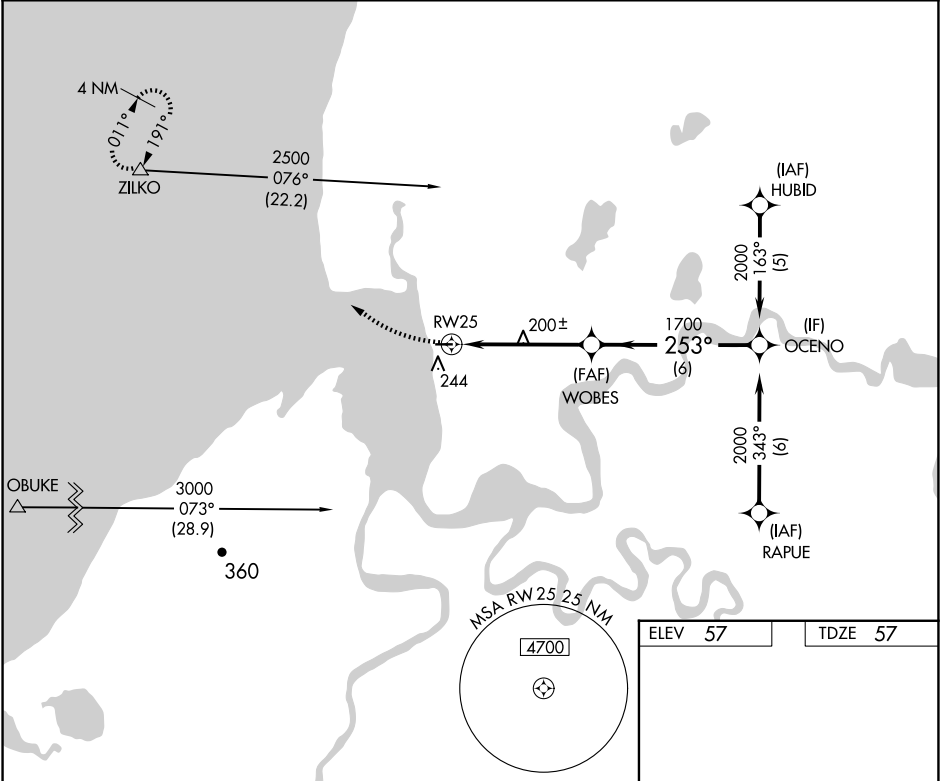 4 NM
011°
191°
ZILKO
2500
076°
(22.2)
(IAF)
HUBID
2000
163°
(5)
RW25
200±
1700
253°
(6)
(IF)
OCENO
244
(FAF)
WOBES
2000
343°
(6)
OBUKE
3000
073°
(28.9)
360
(IAF)
RAPUE
MSA RW25 25 NM
4700
ELEV 57
TDZE 57